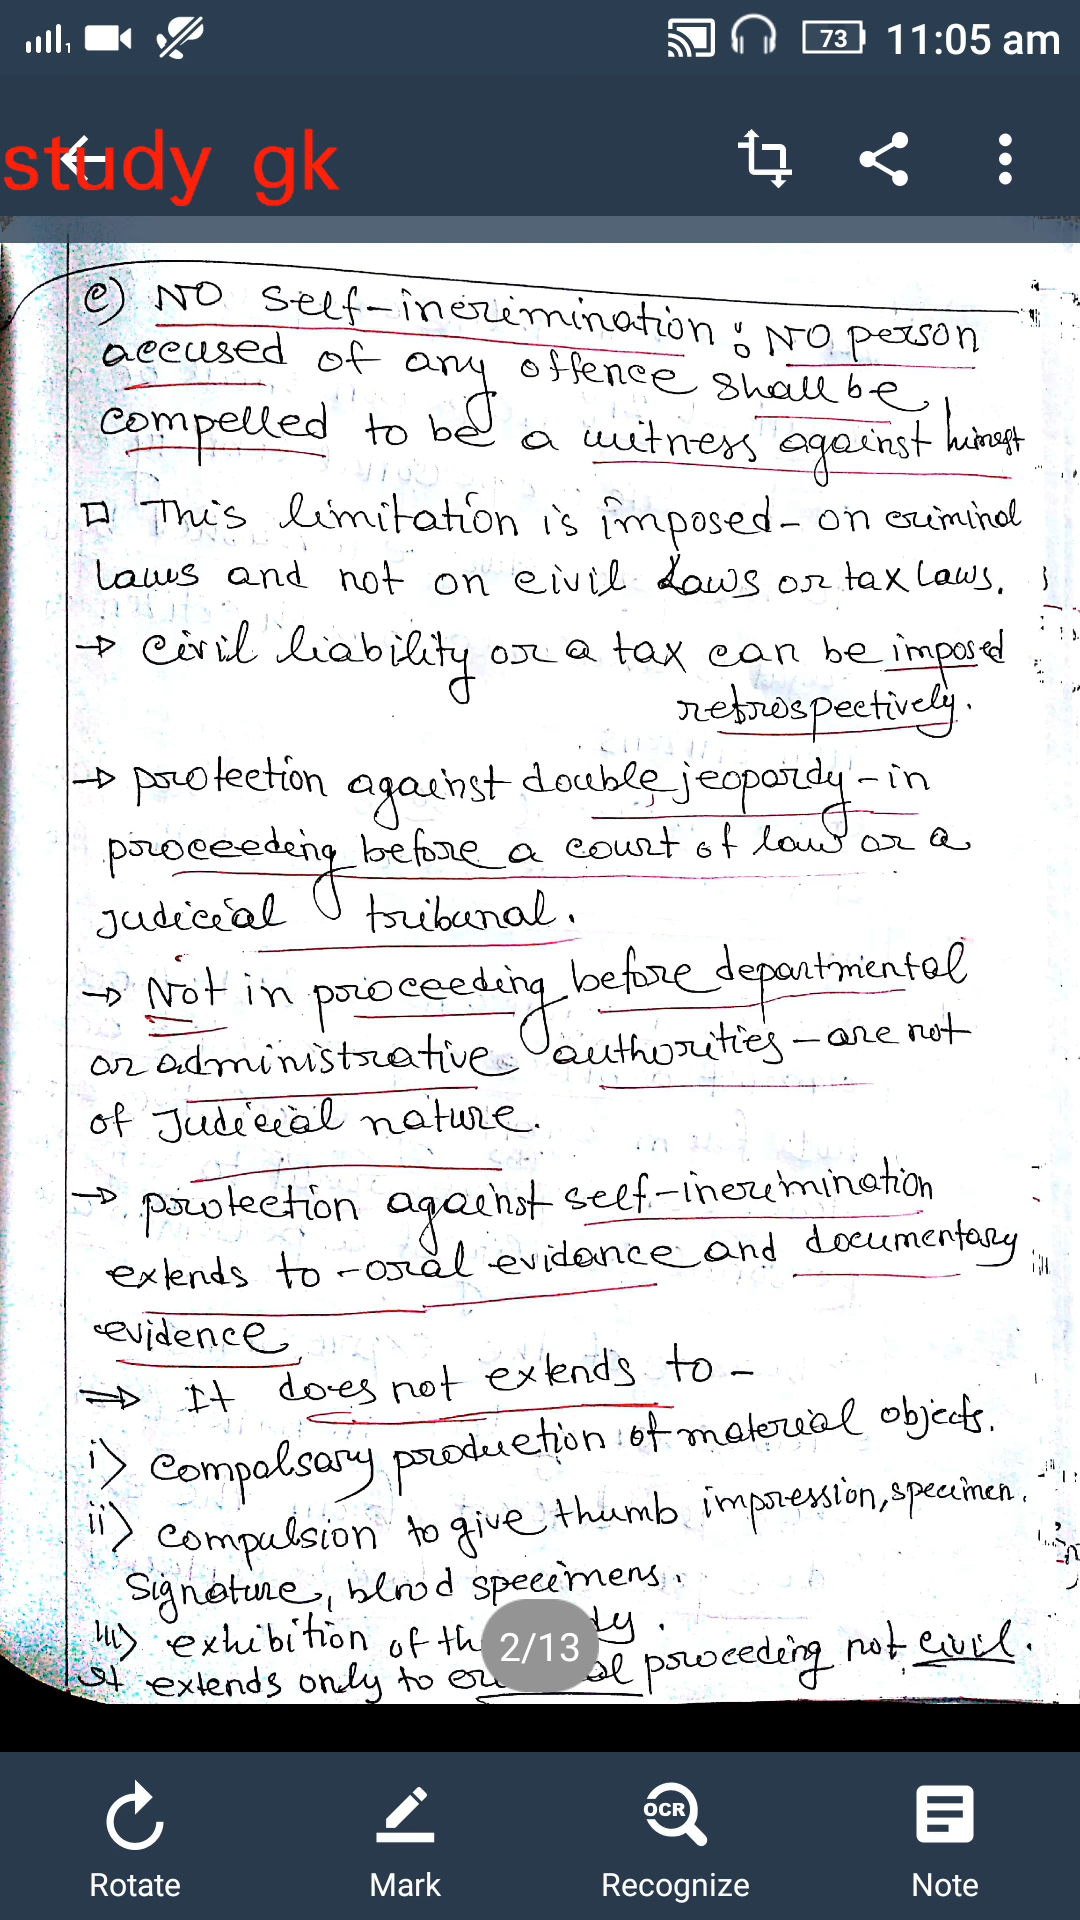 11:05 am
73
study gk
c) NO self-incrimination : NO person
accused of any offence shall be
compelled to be a witness against himself
□ This limitation is imposed - on criminal
laws and not on civil laws or tax laws.
→ civil liability or a tax can be imposed
retrospectively.
→ protection against double jeopardy - in
proceeding before a court of law or a
judicial tribunal.
→ Not in proceeding before departmental
or administrative authorities - are not
of Judicial nature.
→ protection against self-incrimination
extends to - oral evidence and documentary
evidence
⇒ It does not extends to -
i) compolsary production of material objects.
ii) compulsion to give thumb impression, specimen.
Signature, blood specimens.
iii) exhibition of the
2/13
It extends only to proceeding not civil.
Rotate
Mark
OCR
Recognize
Note